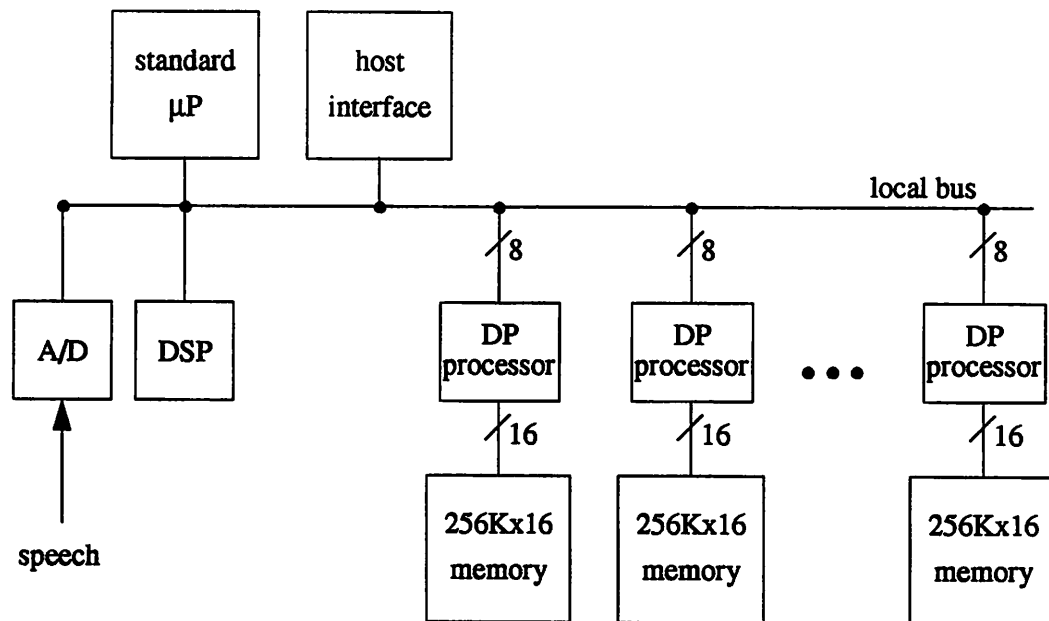 standard
μP
host
interface
local bus
8
8
8
A/D
DSP
DP
processor
DP
processor
DP
processor
16
16
16
256Kx16
memory
256Kx16
memory
256Kx16
memory
speech